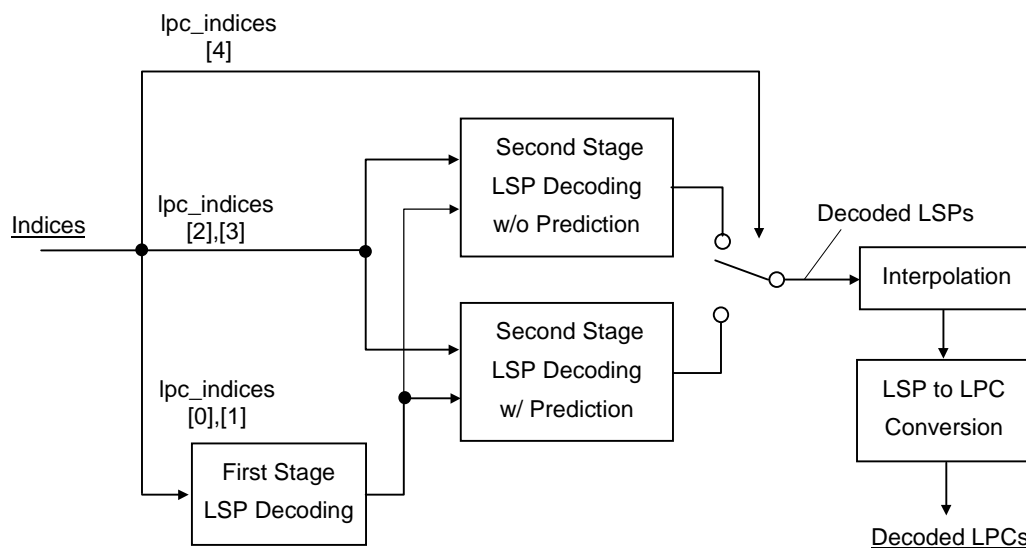 lpc_indices
[4]
Second Stage
LSP Decoding
w/o Prediction
Indices
lpc_indices
[2],[3]
Decoded LSPs
Interpolation
Second Stage
LSP Decoding
w/ Prediction
LSP to LPC
Conversion
lpc_indices
[0],[1]
First Stage
LSP Decoding
Decoded LPCs